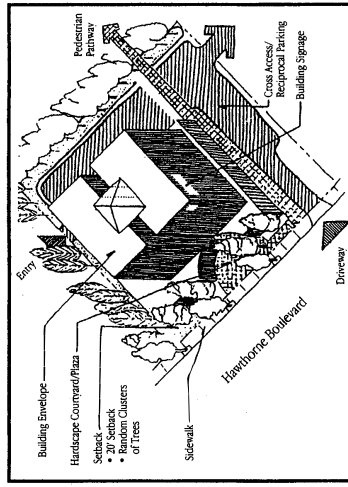 Building Envelope
Hardscape Courtyard/Plaza
Setback
• 20' Setback
• Random Clusters
of Trees
Sidewalk
Entry
Hawthorne Boulevard
Driveway
Pedestrian
Pathway
Cross Access/
Reciprocal Parking
Building Signage